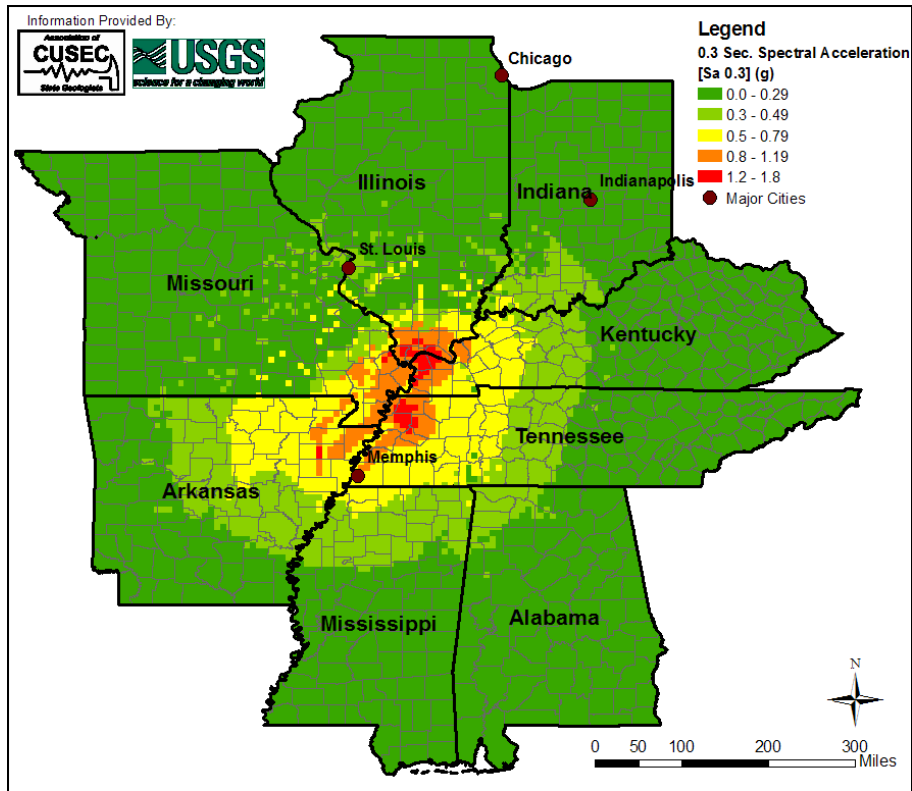 Information Provided By:
Association of
CUSEC
State Geologists
USGS
science for a changing world
Legend
0.3 Sec. Spectral Acceleration
[Sa 0.3] (g)
0.0 - 0.29
0.3 - 0.49
0.5 - 0.79
0.8 - 1.19
1.2 - 1.8
Major Cities
Chicago
Illinois
Indiana
Indianapolis
St. Louis
Missouri
Kentucky
Tennessee
Memphis
Arkansas
Mississippi
Alabama
N
0 50 100 200 300
Miles